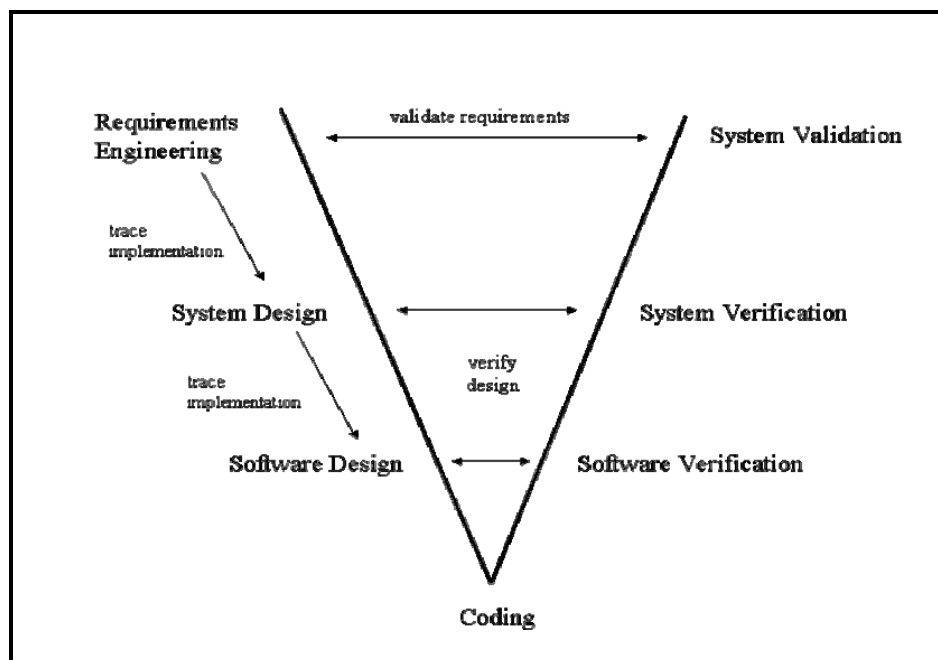 validate requirements
Requirements
Engineering
System Validation
trace
implementation
System Design
System Verification
verify
design
trace
implementation
Software Design
Software Verification
Coding